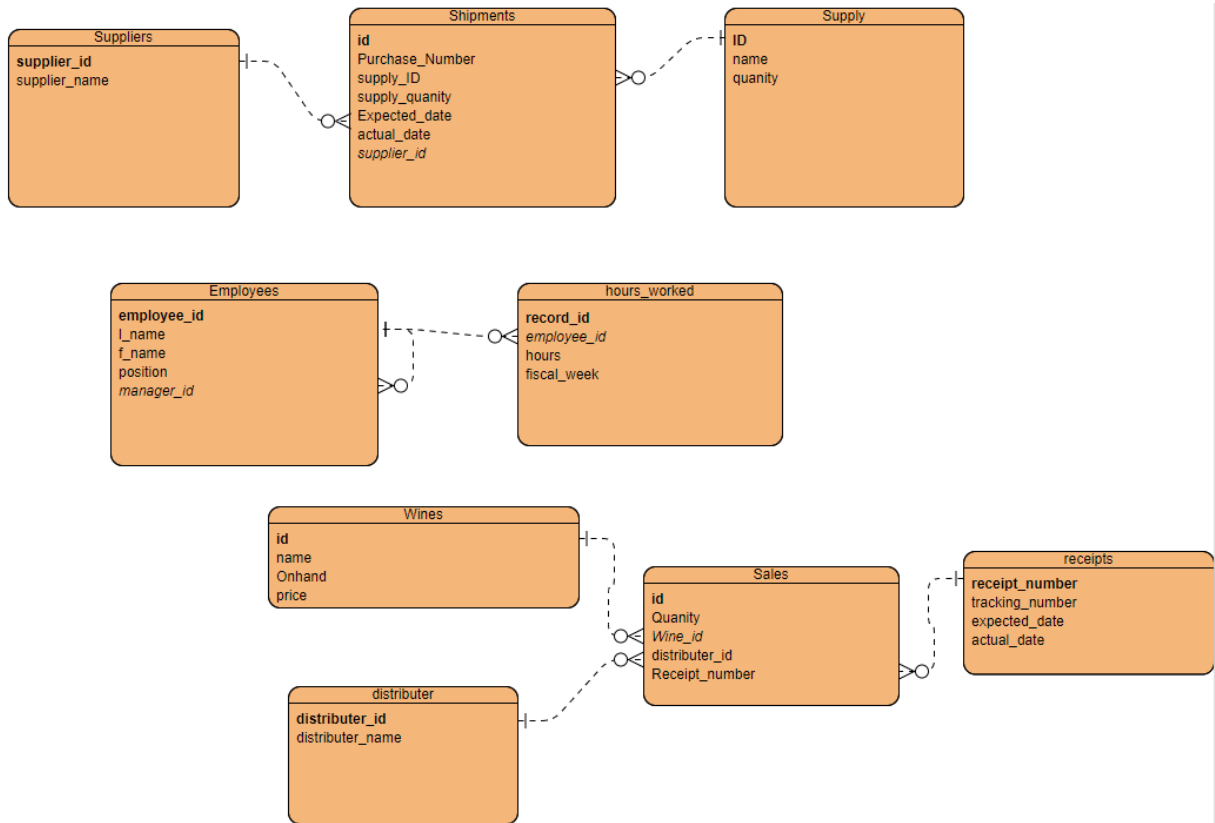 Suppliers
supplier_id
supplier_name
Shipments
id
Purchase_Number
supply_ID
supply_quanity
Expected_date
actual_date
supplier_id
Supply
ID
name
quanity
Employees
employee_id
l_name
f_name
position
manager_id
hours_worked
record_id
employee_id
hours
fiscal_week
Wines
id
name
Onhand
price
Sales
id
Quanity
Wine_id
distributer_id
Receipt_number
receipts
receipt_number
tracking_number
expected_date
actual_date
distributer
distributer_id
distributer_name